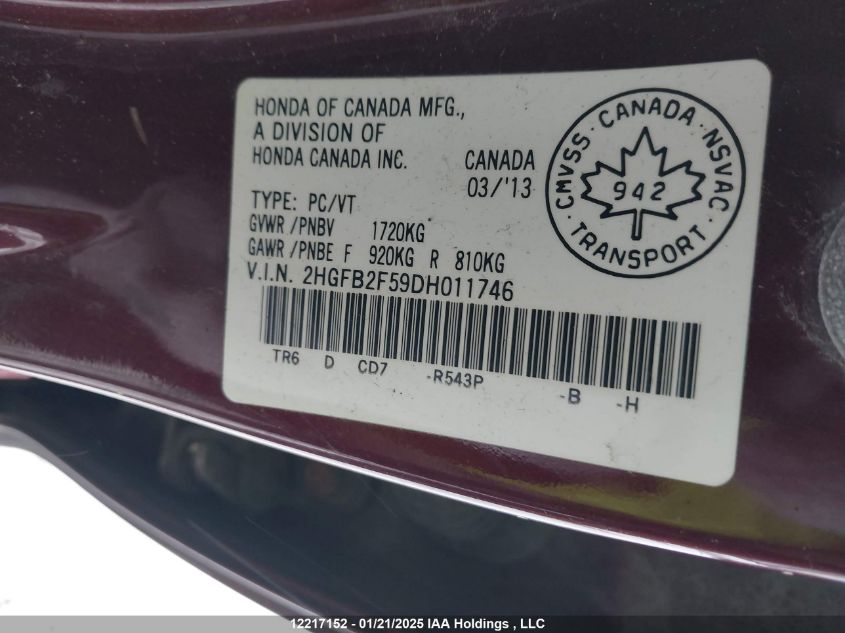 HONDA OF CANADA MFG.,
A DIVISION OF
HONDA CANADA INC.
CANADA
03/'13
TYPE: PC/VT
GVWR/PNBV 1720KG
GAWR/PNBE F 920KG R 810KG
V.I.N. 2HGFB2F59DH011746
TR6 D CD7 -R543P -B -H
CMVSS · CANADA · NSVAC
942
· TRANSPORT ·
12217152 - 01/21/2025 IAA Holdings , LLC